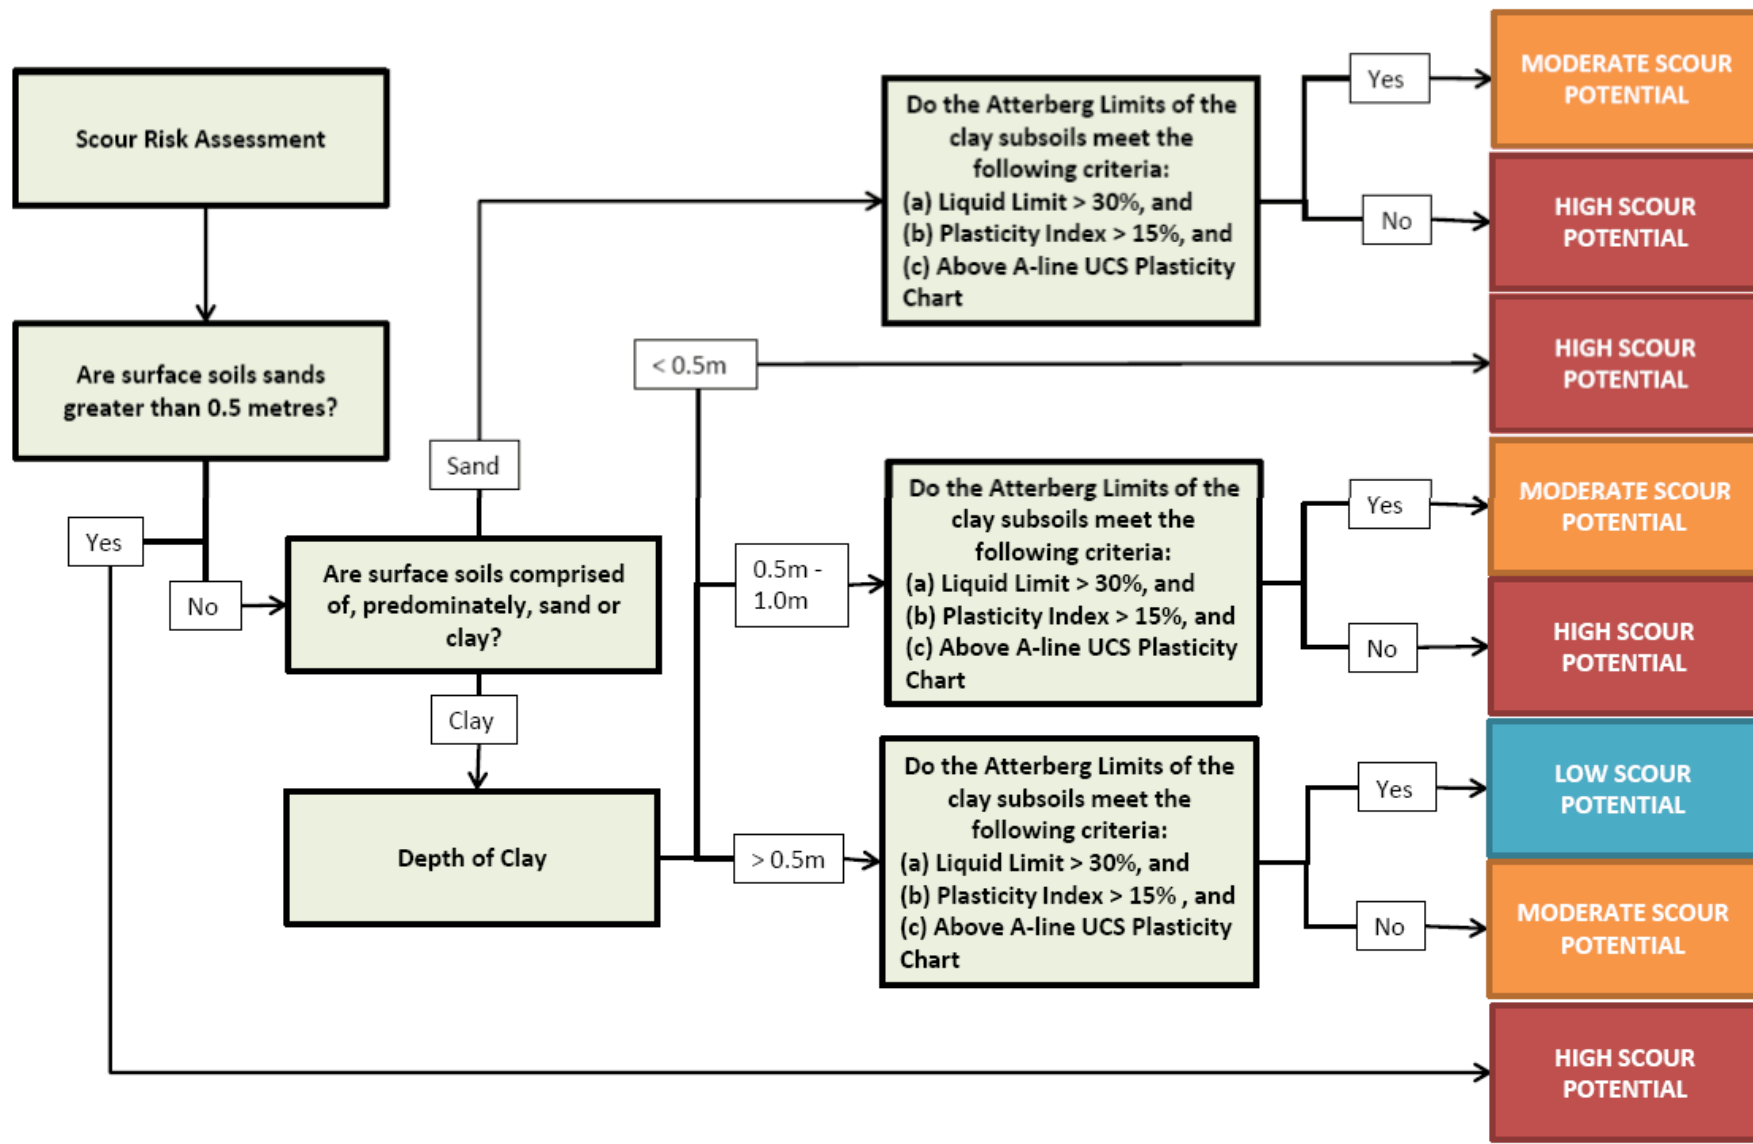 Scour Risk Assessment
Are surface soils sands
greater than 0.5 metres?
Yes
No
Are surface soils comprised
of, predominately, sand or
clay?
Sand
Clay
Depth of Clay
< 0.5m
0.5m -
1.0m
> 0.5m
Do the Atterberg Limits of the
clay subsoils meet the
following criteria:
(a) Liquid Limit > 30%, and
(b) Plasticity Index > 15%, and
(c) Above A-line UCS Plasticity
Chart
Yes
No
Do the Atterberg Limits of the
clay subsoils meet the
following criteria:
(a) Liquid Limit > 30%, and
(b) Plasticity Index > 15%, and
(c) Above A-line UCS Plasticity
Chart
Yes
No
Do the Atterberg Limits of the
clay subsoils meet the
following criteria:
(a) Liquid Limit > 30%, and
(b) Plasticity Index > 15% , and
(c) Above A-line UCS Plasticity
Chart
Yes
No
MODERATE SCOUR
POTENTIAL
HIGH SCOUR
POTENTIAL
HIGH SCOUR
POTENTIAL
MODERATE SCOUR
POTENTIAL
HIGH SCOUR
POTENTIAL
LOW SCOUR
POTENTIAL
MODERATE SCOUR
POTENTIAL
HIGH SCOUR
POTENTIAL